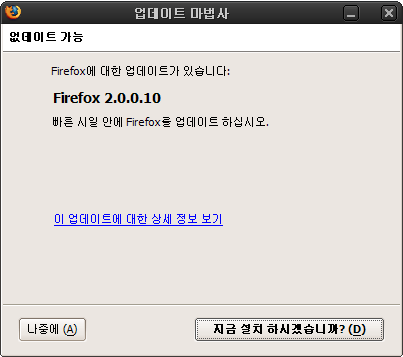 업데이트 마법사
없데이트 가능
Firefox에 대한 업데이트가 있습니다:
Firefox 2.0.0.10
빠른 시일 안에 Firefox을 업데이트 하십시오.
이 업데이트에 대한 상세 정보 보기
나중에 (A)
지금 설치 하시겠습니까? (D)